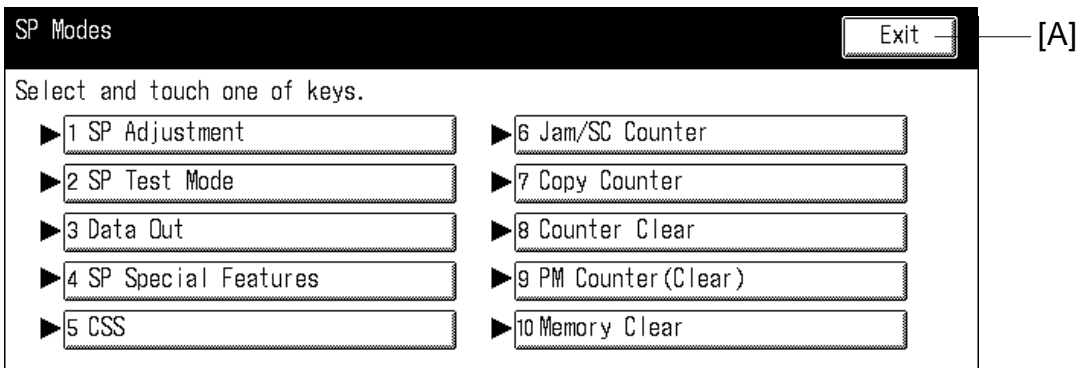 SP Modes
Exit
[A]
Select and touch one of keys.
1 SP Adjustment
2 SP Test Mode
3 Data Out
4 SP Special Features
5 CSS
6 Jam/SC Counter
7 Copy Counter
8 Counter Clear
9 PM Counter(Clear)
10 Memory Clear